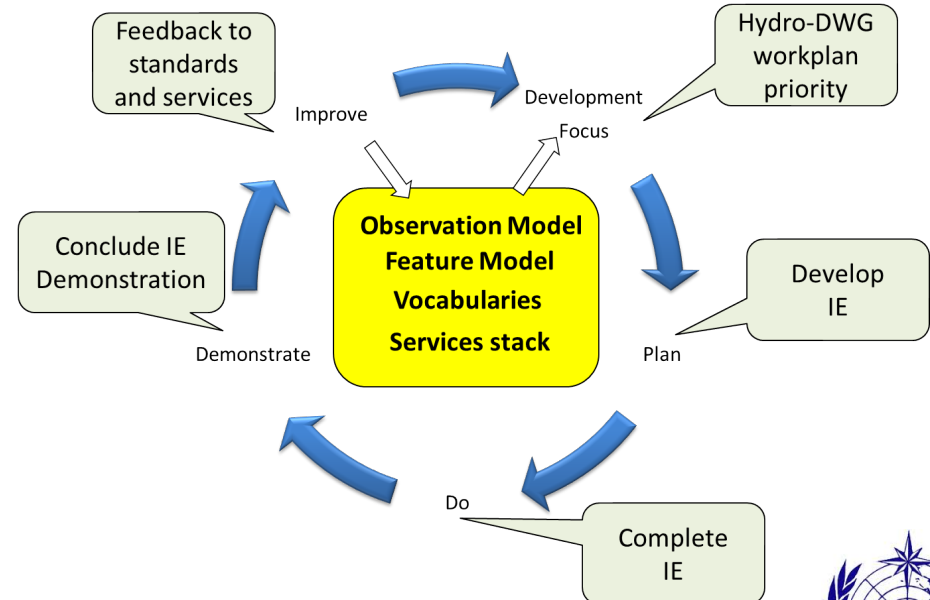 Feedback to
standards
and services
Improve
Hydro-DWG
workplan
priority
Development
Focus
Observation Model
Feature Model
Vocabularies
Services stack
Conclude IE
Demonstration
Demonstrate
Develop
IE
Plan
Do
Complete
IE